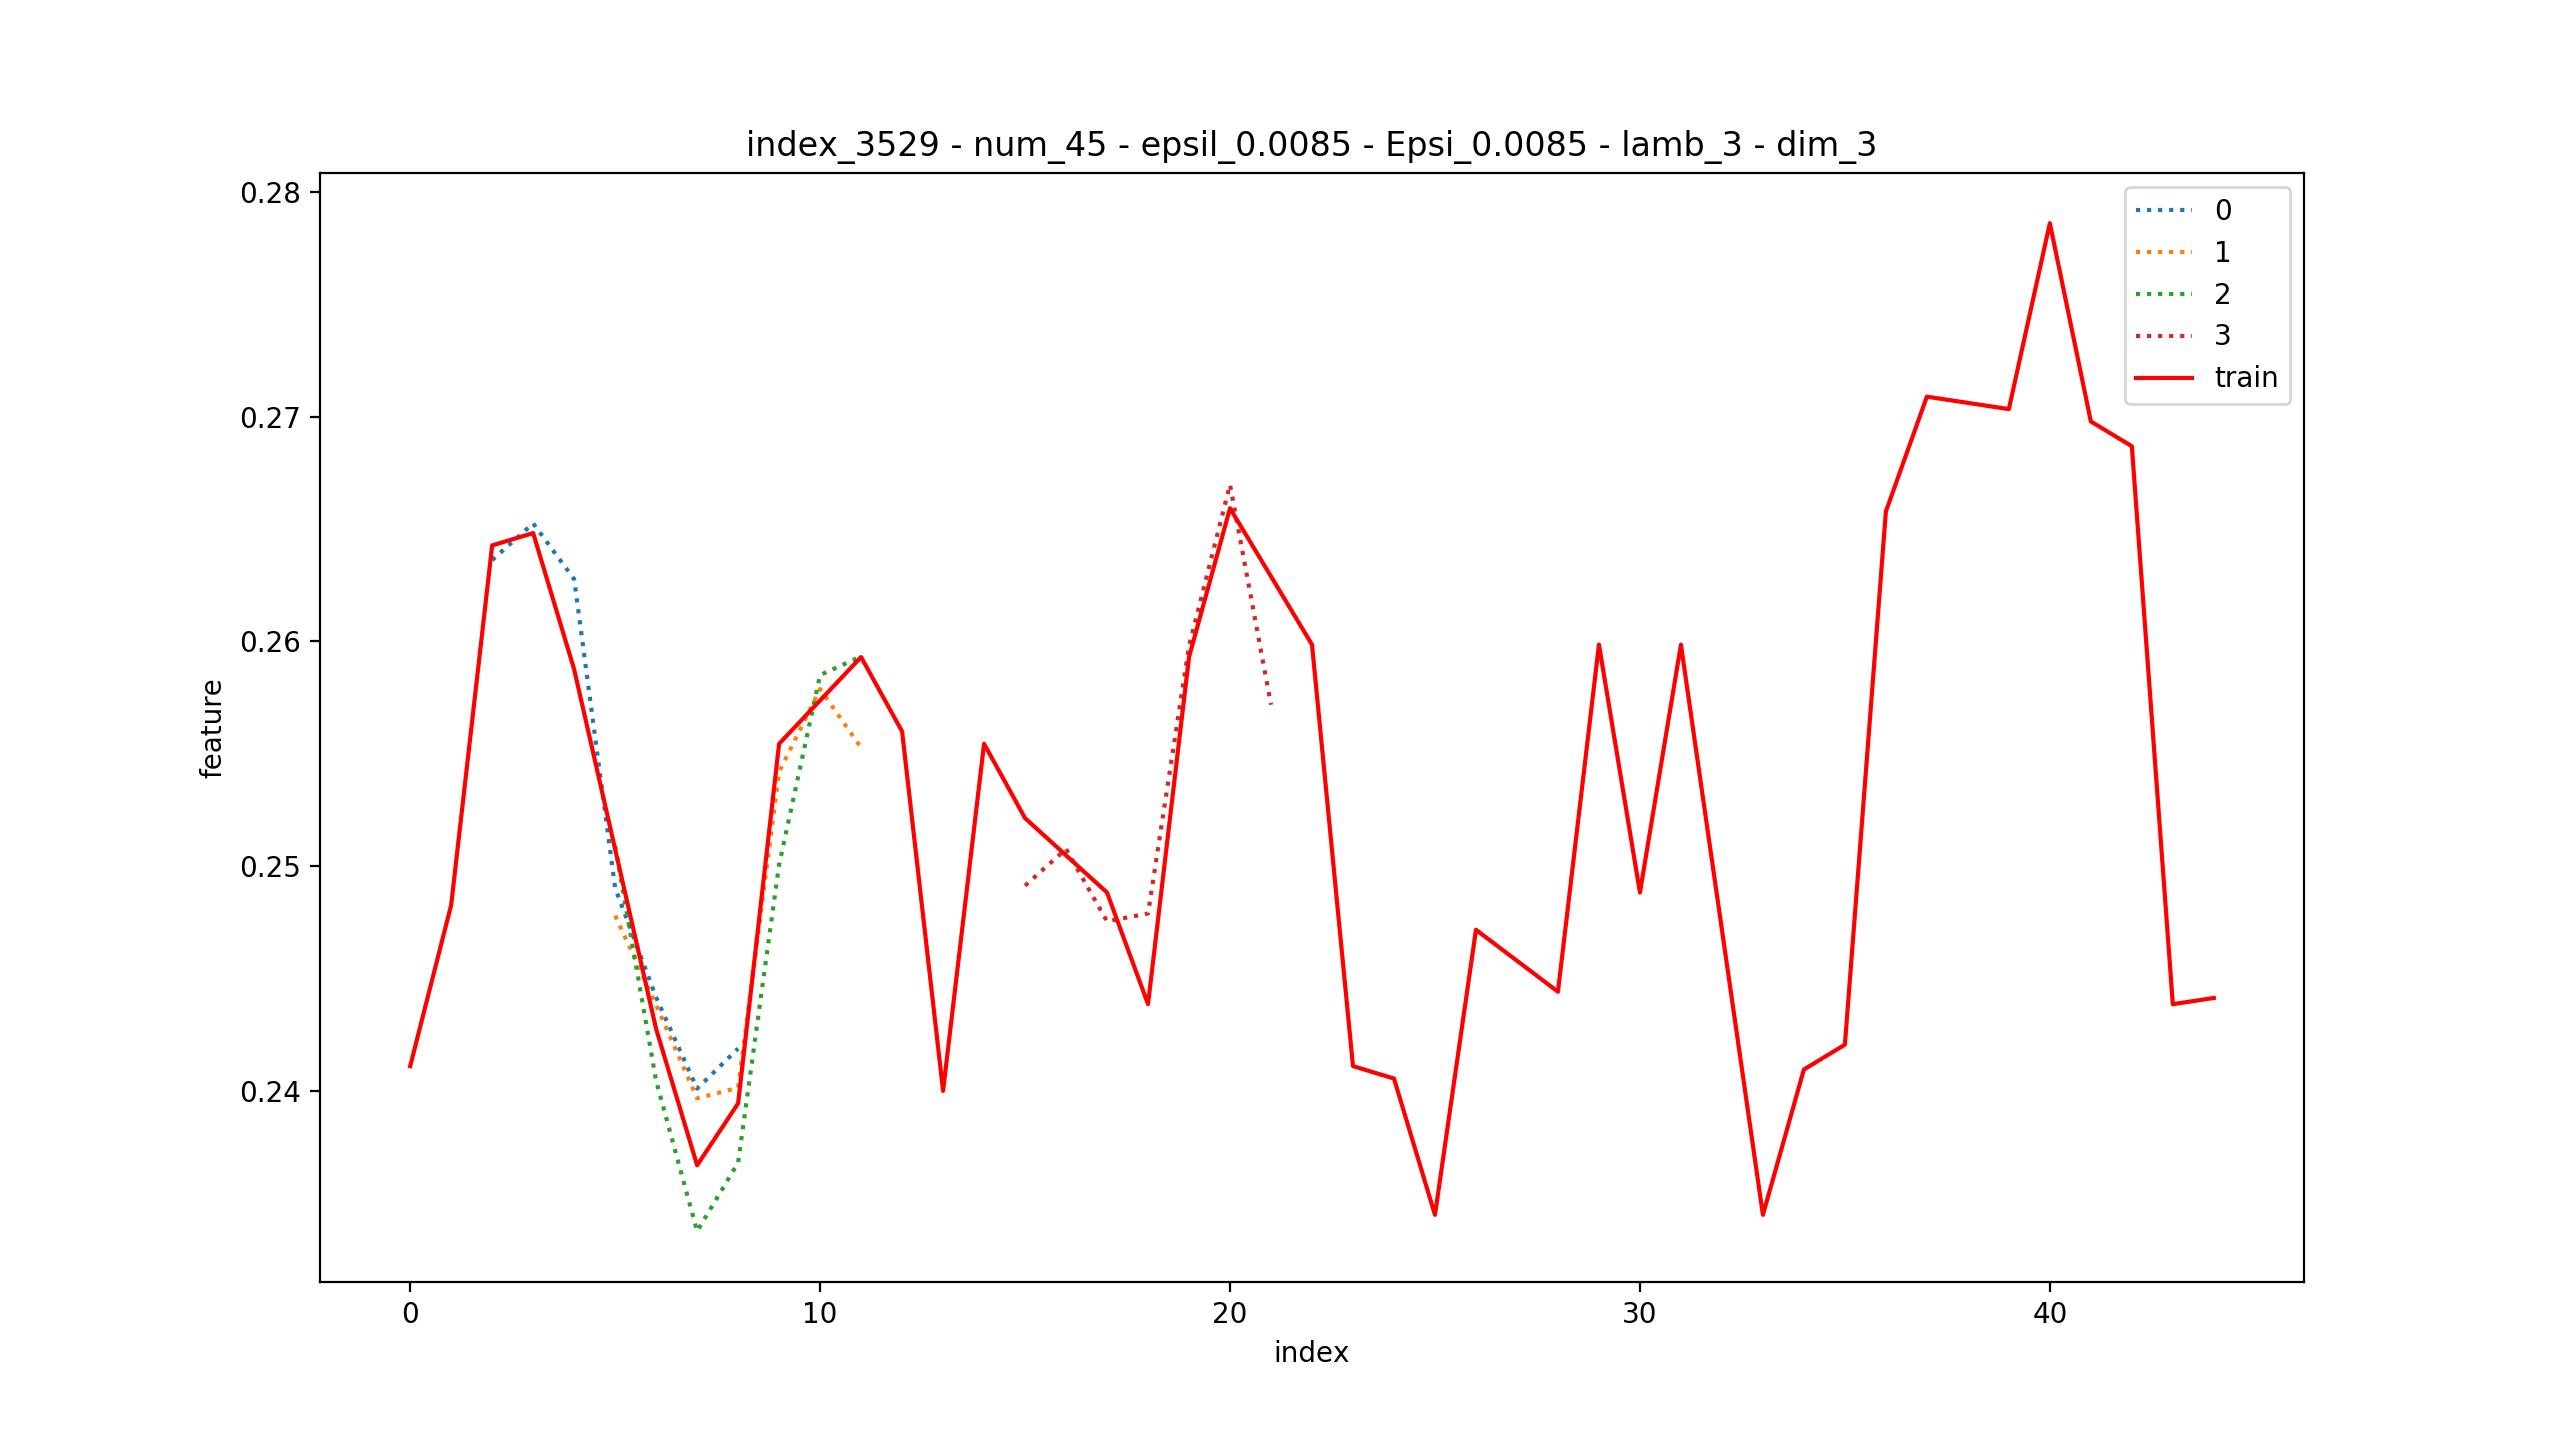 index_3529 - num_45 - epsil_0.0085 - Epsi_0.0085 - lamb_3 - dim_3
0.28
0.27
0.26
0.25
0.24
feature
0
1
2
3
train
0 10 20 30 40
index